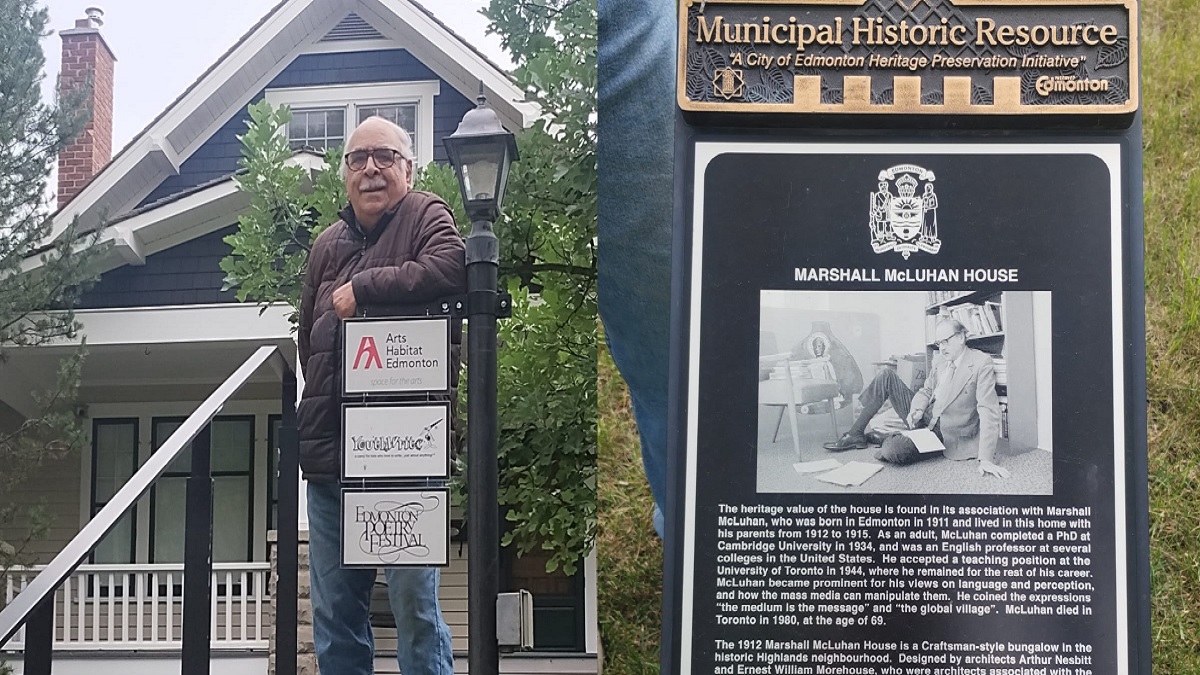 Arts
Habitat
Edmonton
space for the arts
YouthWrite
EDMONTON
POETRY
FESTIVAL
Municipal Historic Resource
"A City of Edmonton Heritage Preservation Initiative"
Edmonton
EDMONTON
MARSHALL McLUHAN HOUSE
The heritage value of the house is found in its association with Marshall
McLuhan, who was born in Edmonton in 1911 and lived in this home with
his parents from 1912 to 1915. As an adult, McLuhan completed a PhD at
Cambridge University in 1934, and was an English professor at several
colleges in the United States. He accepted a teaching position at the
University of Toronto in 1944, where he remained for the rest of his career.
McLuhan became prominent for his views on language and perception,
and how the mass media can manipulate them. He coined the expressions
"the medium is the message" and "the global village". McLuhan died in
Toronto in 1980, at the age of 69.
The 1912 Marshall McLuhan House is a Craftsman-style bungalow in the
historic Highlands neighbourhood. Designed by architects Arthur Nesbitt
and Ernest William Morehouse, who were architects associated with the